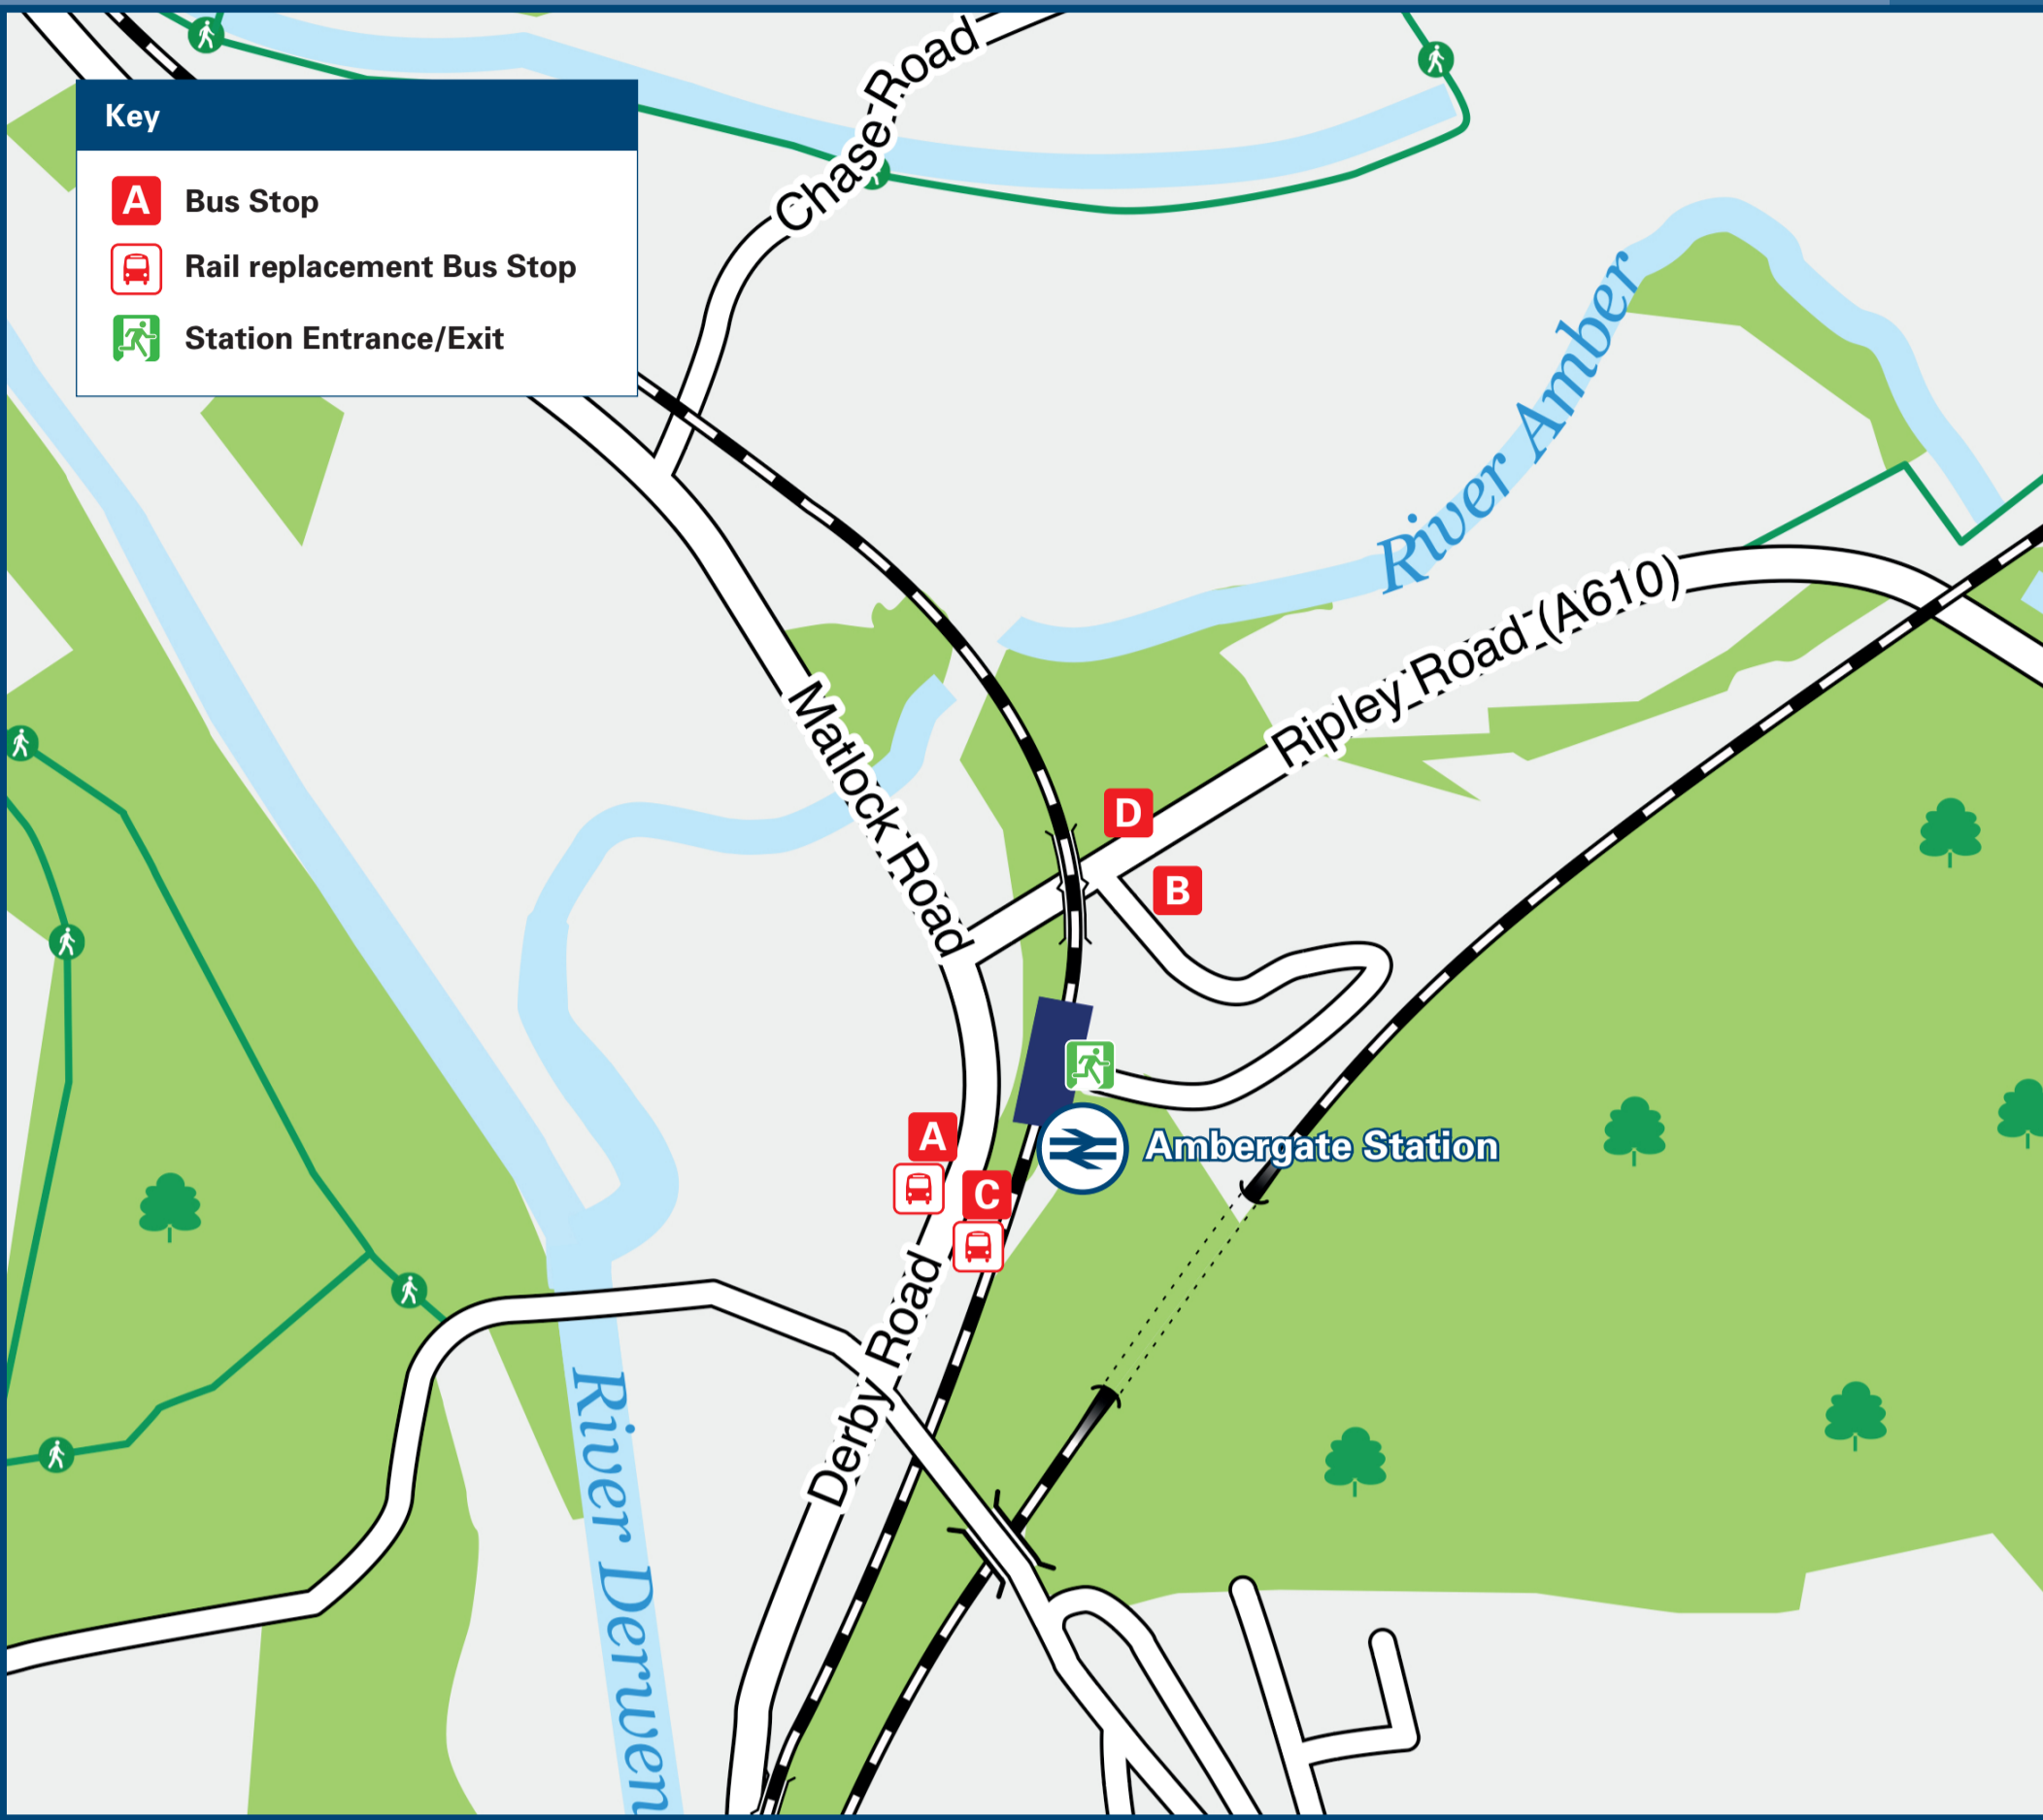 Key
A Bus Stop
Rail replacement Bus Stop
Station Entrance/Exit
Chase Road
River Amber
Ripley Road (A610)
Matlock Road
D
B
A
C
Ambergate Station
Derby Road
River Derwen